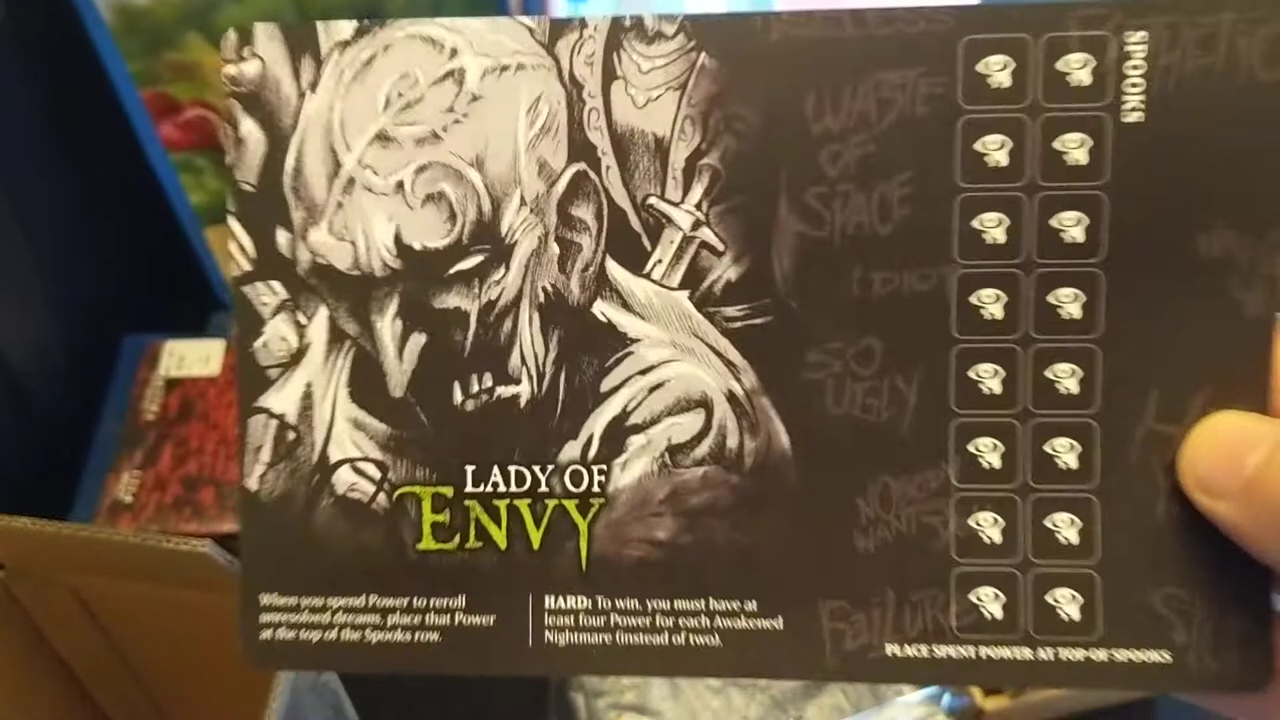 SPOOKS
WASTE
OF
SPACE
IDIOT
SO
UGLY
FAILURE
LADY OF
ENVY
When you spend Power to reroll
unresolved dreams, place that Power
at the top of the Spooks row.
HARD: To win, you must have at
least four Power for each Awakened
Nightmare (instead of two).
PLACE SPENT POWER AT TOP OF SPOOKS